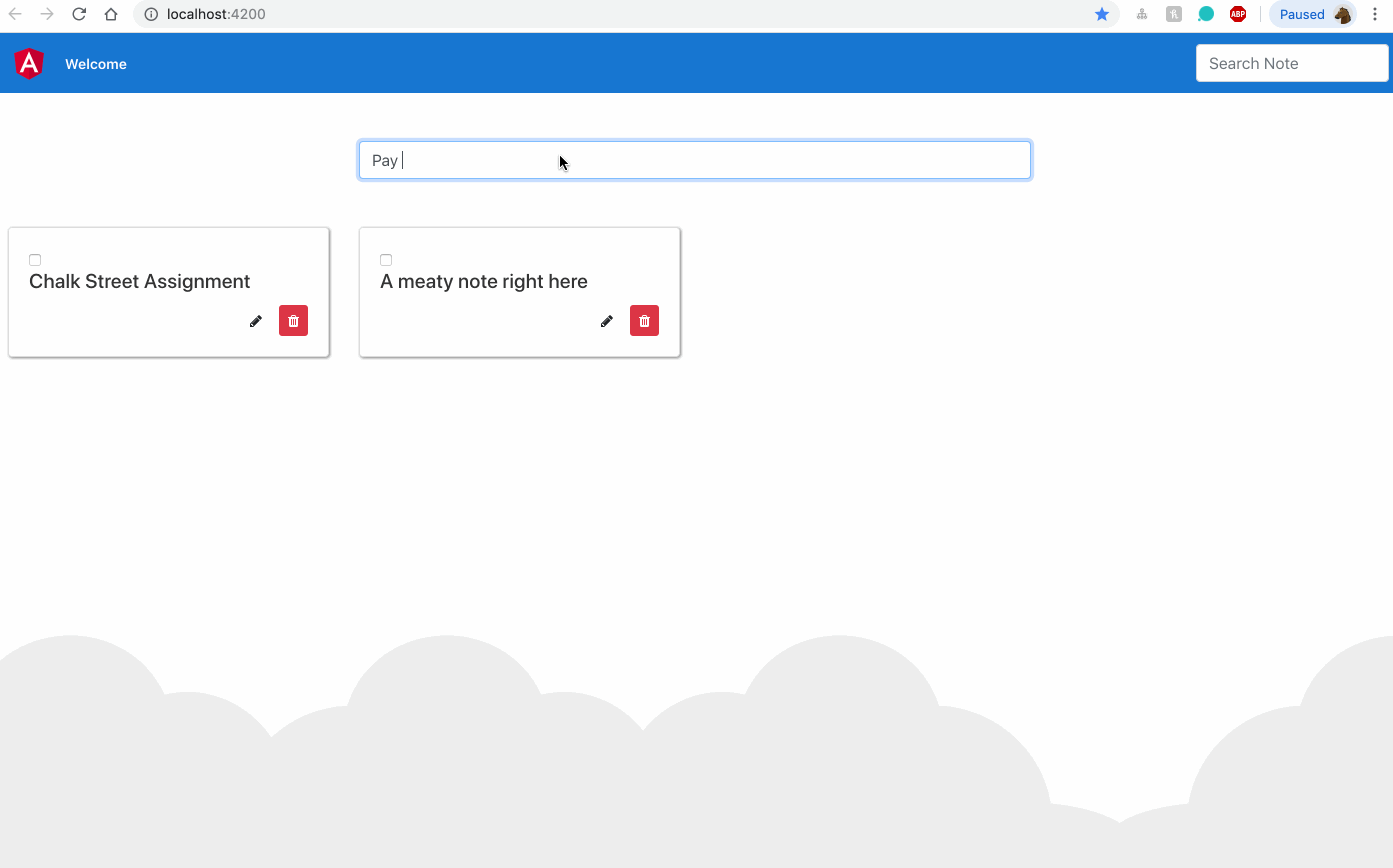 localhost:4200
ABP
Paused
A
Welcome
Search Note
Pay
Chalk Street Assignment
A meaty note right here